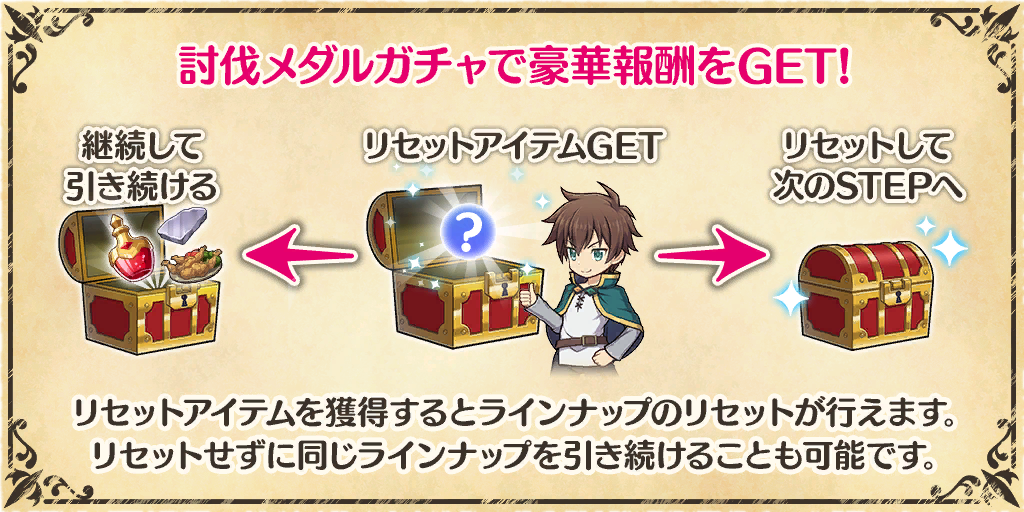 討伐メダルガチャで豪華報酬をGET!
継続して
引き続ける
リセットアイテムGET
?
リセットして
次のSTEPへ
リセットアイテムを獲得するとラインナップのリセットが行えます。
リセットせずに同じラインナップを引き続けることも可能です。